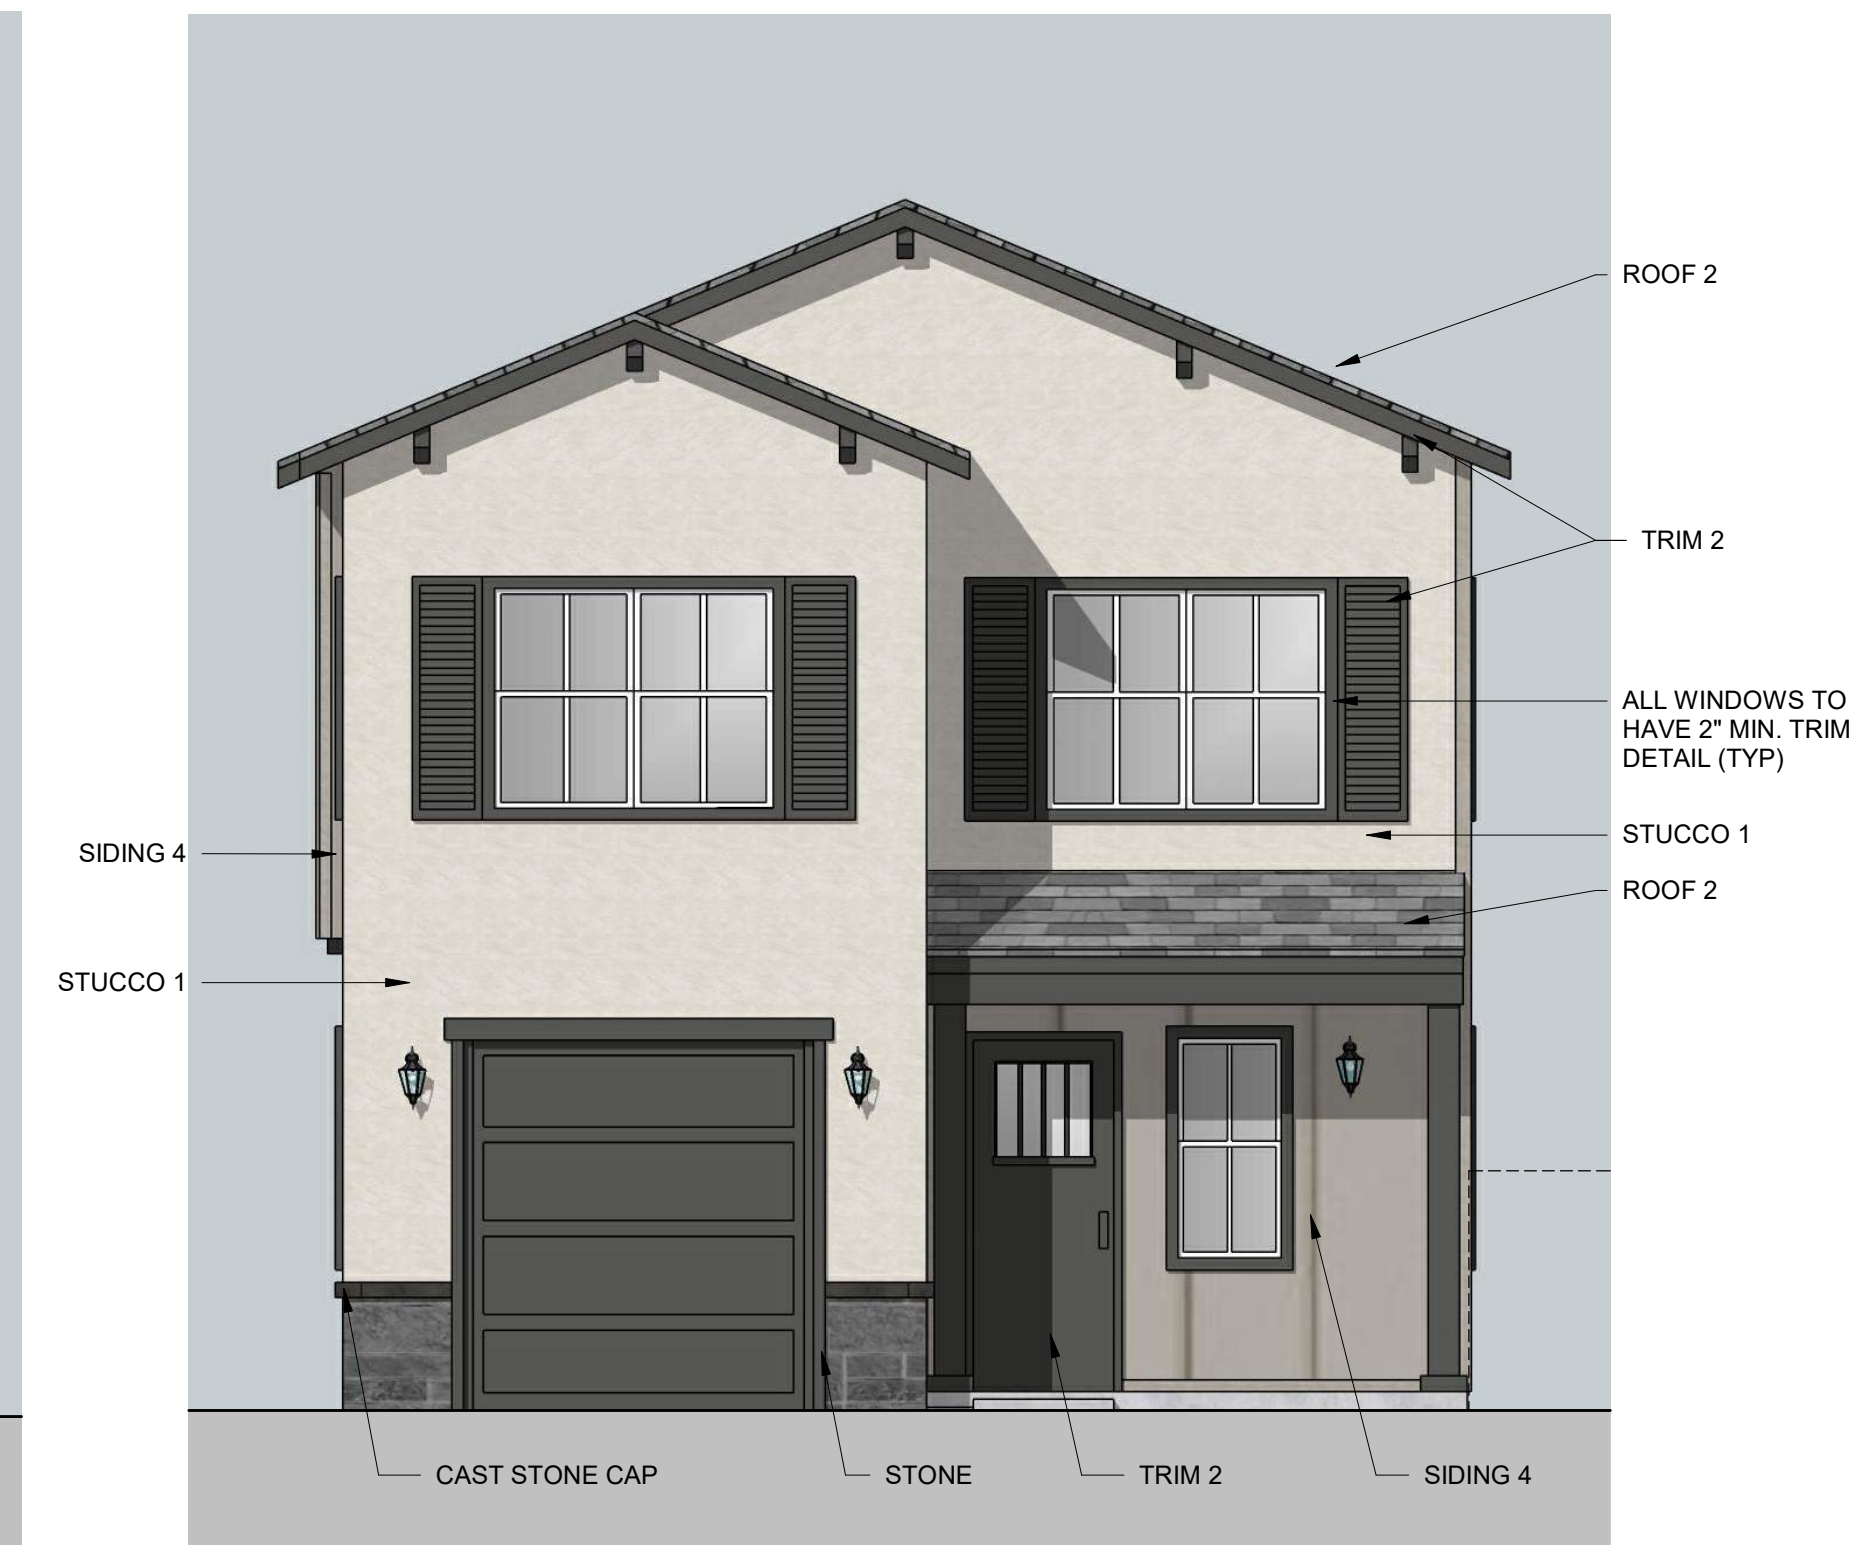 ROOF 2
TRIM 2
ALL WINDOWS TO
HAVE 2" MIN. TRIM
DETAIL (TYP)
STUCCO 1
SIDING 4
ROOF 2
STUCCO 1
CAST STONE CAP
STONE
TRIM 2
SIDING 4